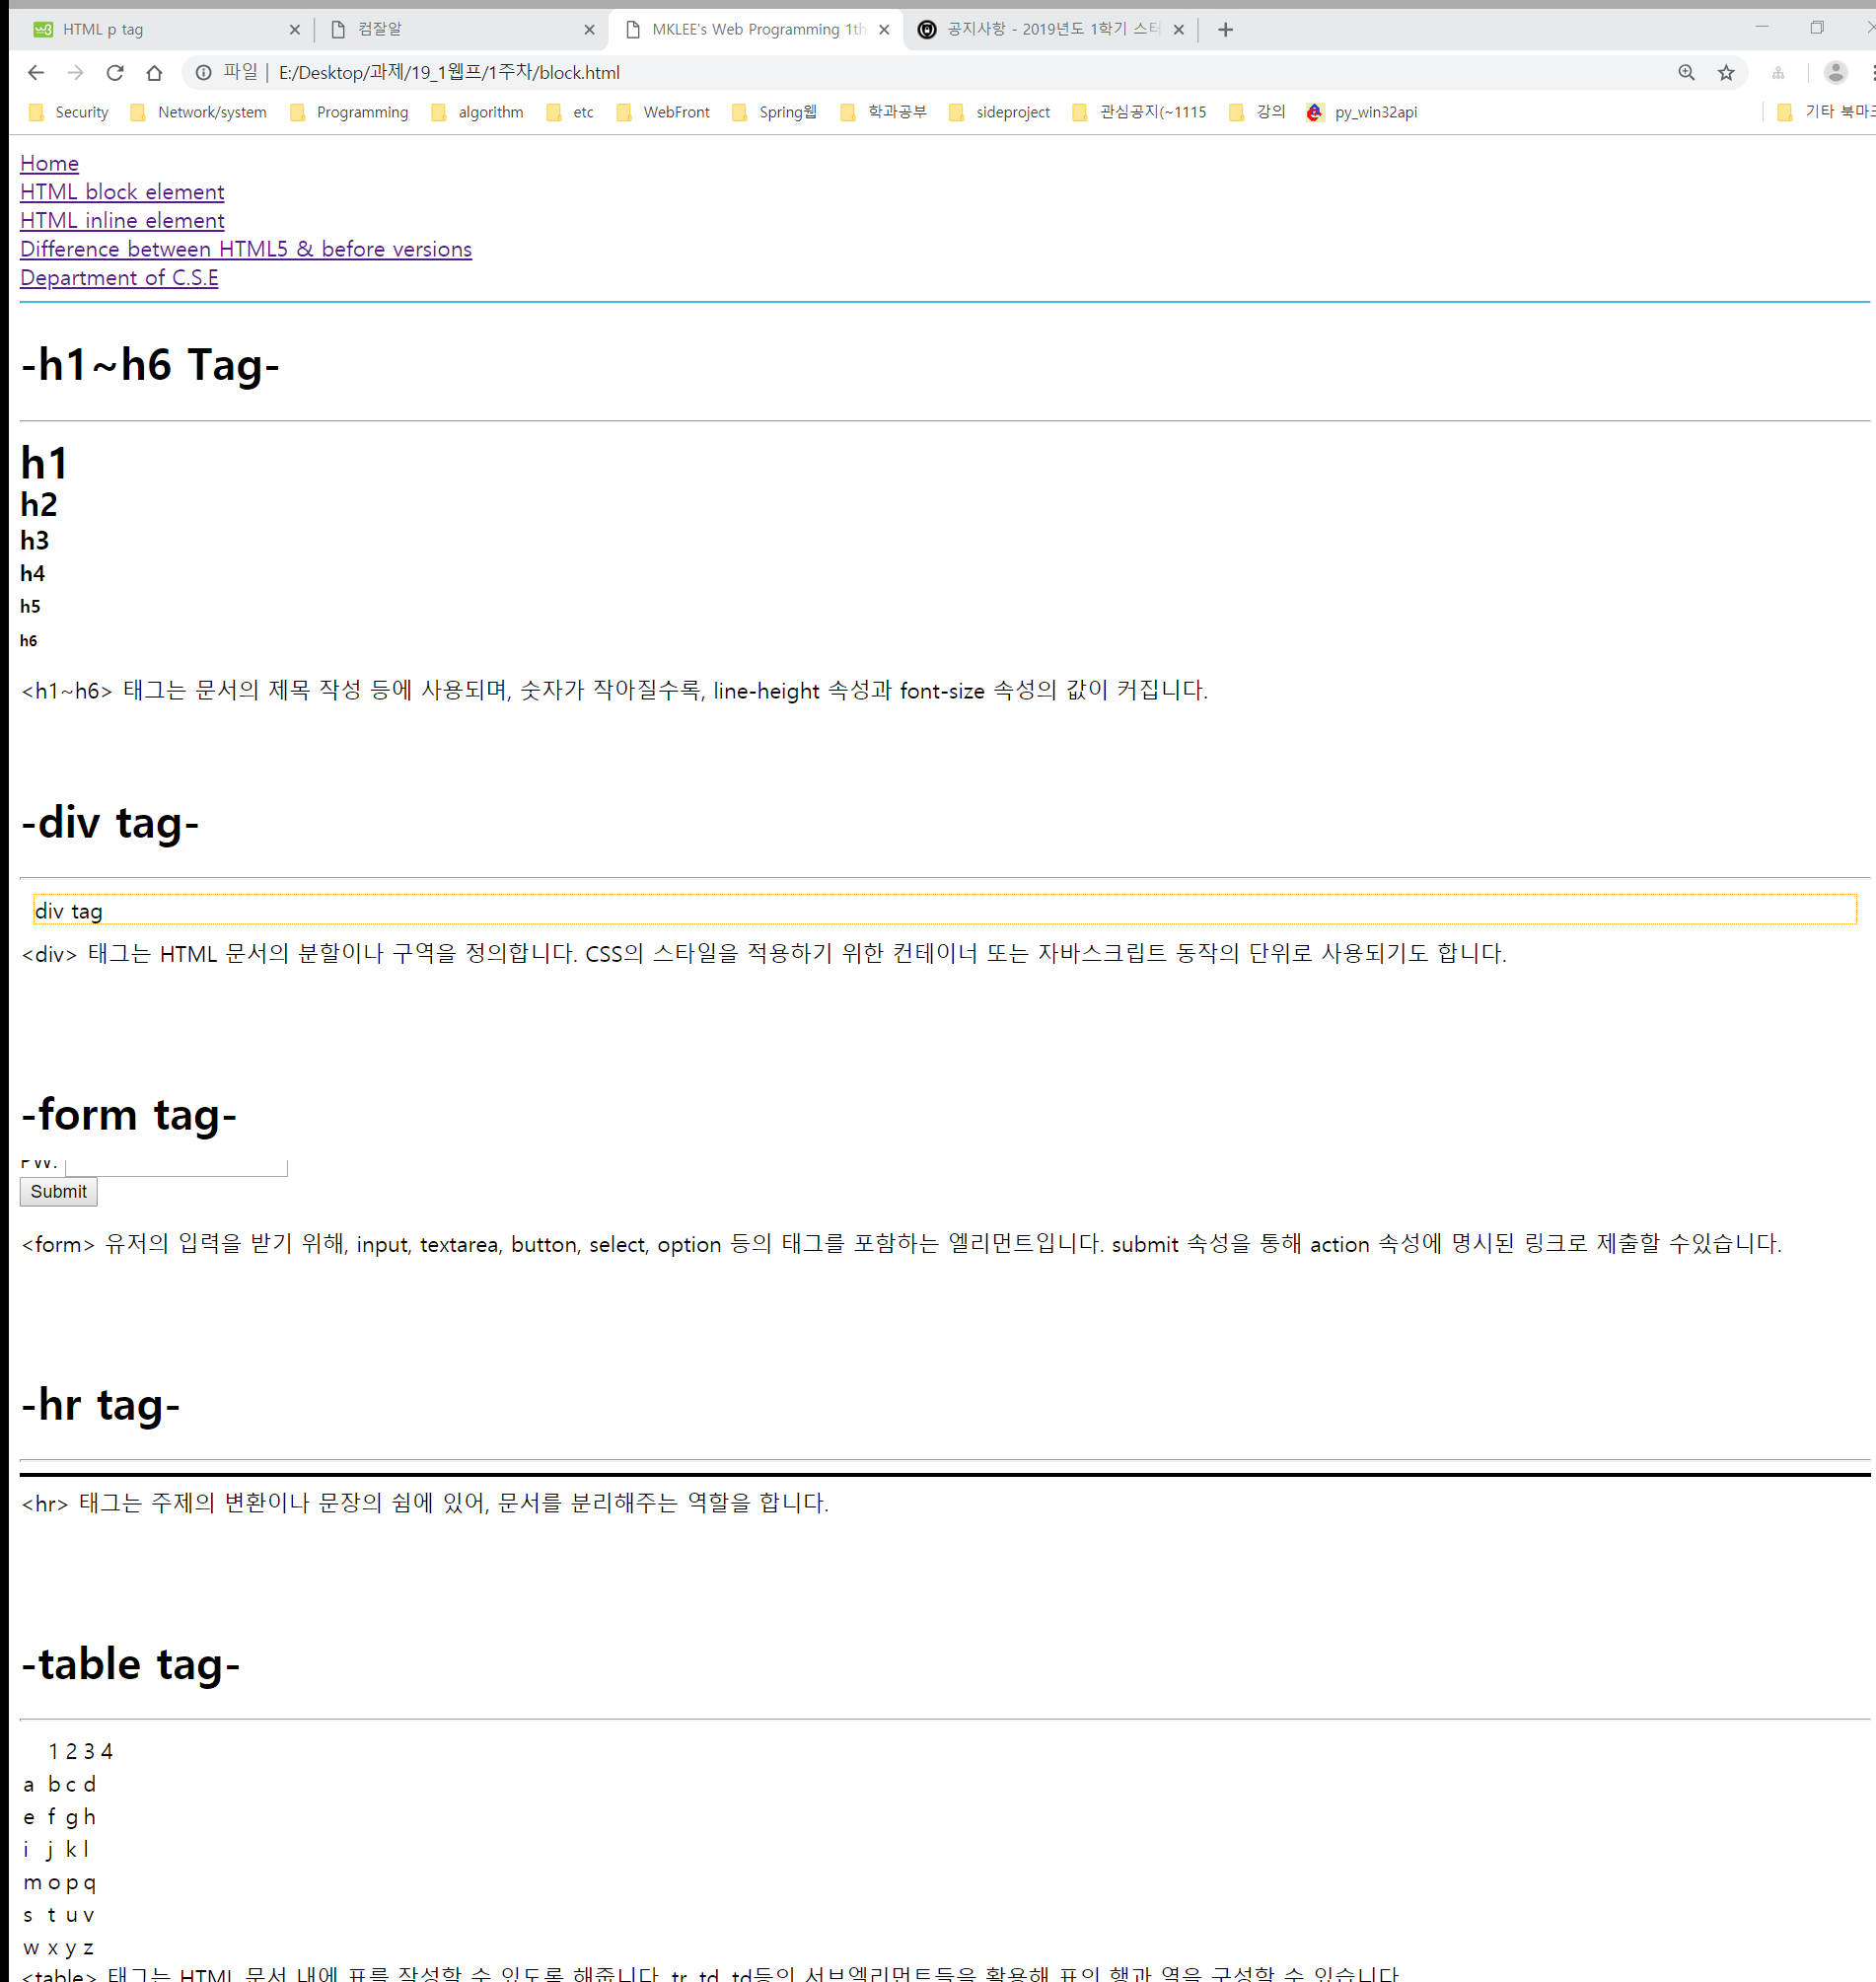 HTML p tag
컴잘알
MKLEE's Web Programming 1th
공지사항 - 2019년도 1학기 스터
파일 | E:/Desktop/과제/19_1웹프/1주차/block.html
Security Network/system Programming algorithm etc WebFront Spring웹 학과공부 sideproject 관심공지(~1115 강의 py_win32api 기타 북마크
Home
HTML block element
HTML inline element
Difference between HTML5 & before versions
Department of C.S.E
-h1~h6 Tag-
h1
h2
h3
h4
h5
h6
<h1~h6> 태그는 문서의 제목 작성 등에 사용되며, 숫자가 작아질수록, line-height 속성과 font-size 속성의 값이 커집니다.
-div tag-
div tag
<div> 태그는 HTML 문서의 분할이나 구역을 정의합니다. CSS의 스타일을 적용하기 위한 컨테이너 또는 자바스크립트 동작의 단위로 사용되기도 합니다.
-form tag-
PW:
Submit
<form> 유저의 입력을 받기 위해, input, textarea, button, select, option 등의 태그를 포함하는 엘리먼트입니다. submit 속성을 통해 action 속성에 명시된 링크로 제출할 수있습니다.
-hr tag-
<hr> 태그는 주제의 변환이나 문장의 쉼에 있어, 문서를 분리해주는 역할을 합니다.
-table tag-
1 2 3 4
a b c d
e f g h
i j k l
m o p q
s t u v
w x y z
<table> 태그는 HTML 문서 내에 표를 작성할 수 있도록 해줍니다. tr, td, td등의 서브엘리먼트들을 활용해 표의 행과 열을 구성할 수 있습니다